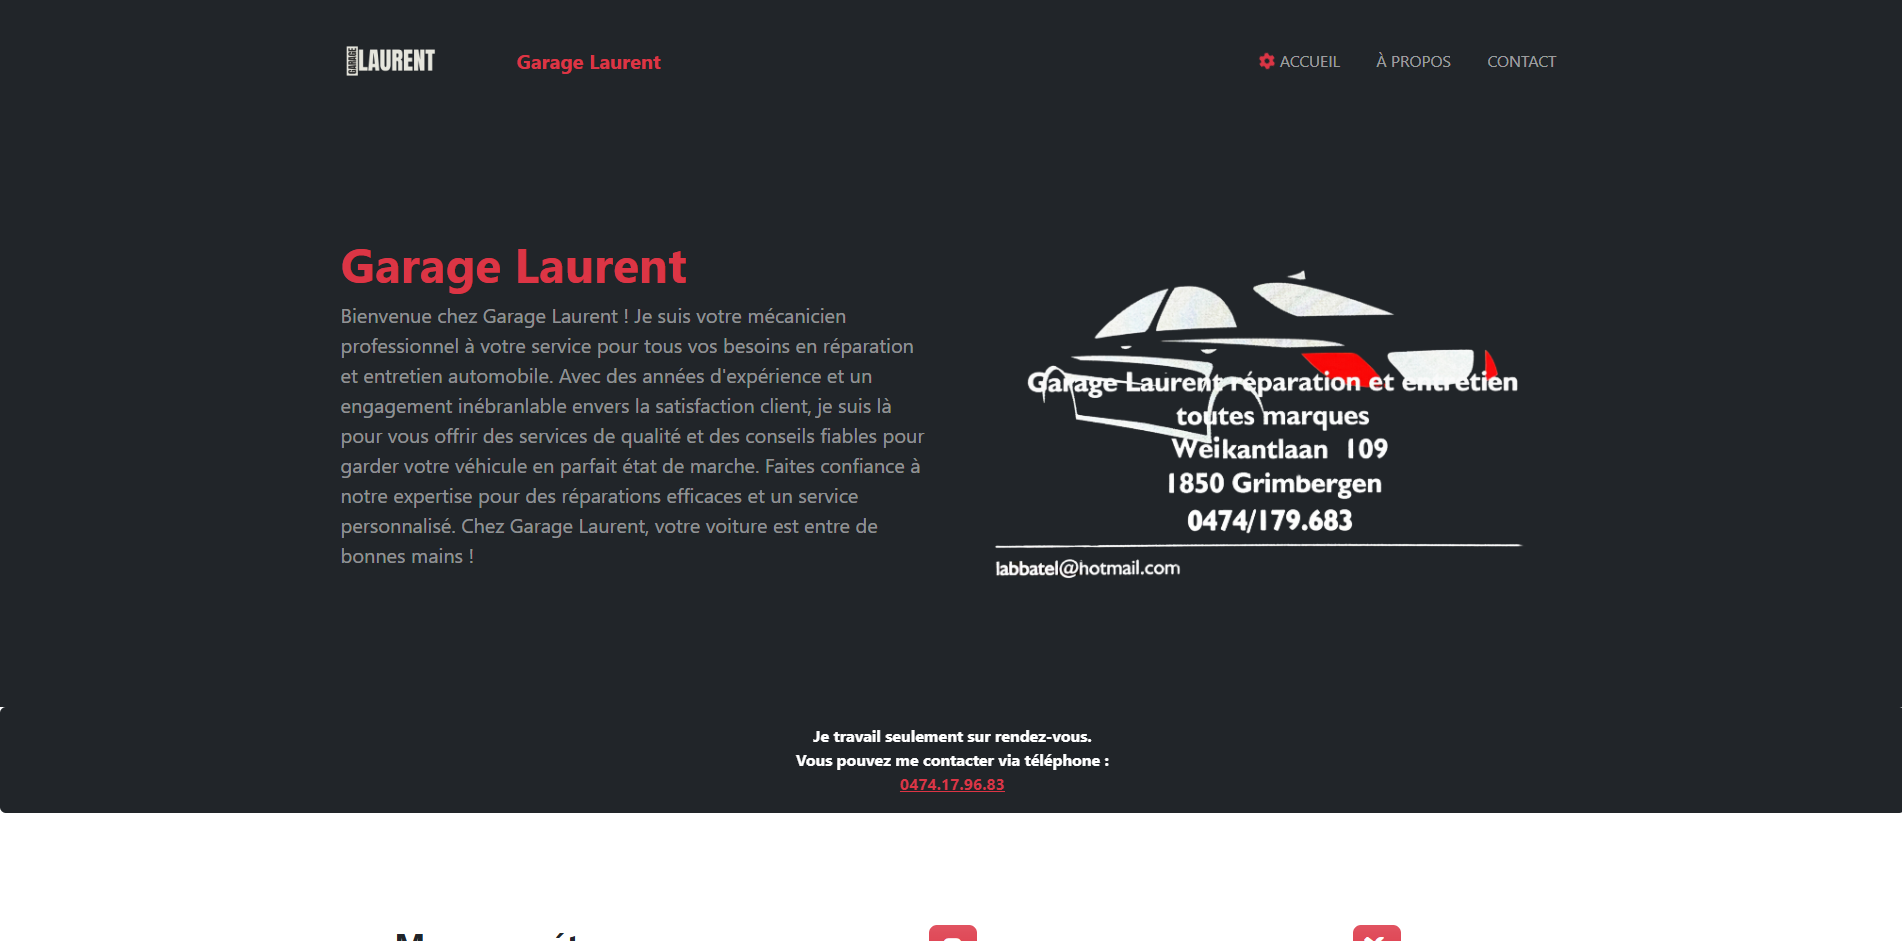 GARAGE LAURENT
Garage Laurent
ACCUEIL
À PROPOS
CONTACT
Garage Laurent
Bienvenue chez Garage Laurent ! Je suis votre mécanicien
professionnel à votre service pour tous vos besoins en réparation
et entretien automobile. Avec des années d'expérience et un
engagement inébranlable envers la satisfaction client, je suis là
pour vous offrir des services de qualité et des conseils fiables pour
garder votre véhicule en parfait état de marche. Faites confiance à
notre expertise pour des réparations efficaces et un service
personnalisé. Chez Garage Laurent, votre voiture est entre de
bonnes mains !
Garage Laurent réparation et entretien
toutes marques
Weikantlaan 109
1850 Grimbergen
0474/179.683
labbatel@hotmail.com
Je travail seulement sur rendez-vous.
Vous pouvez me contacter via téléphone :
0474.17.96.83